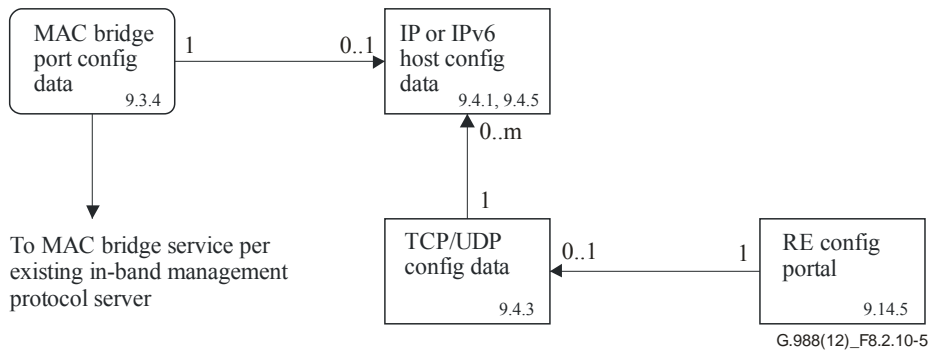 MAC bridge
port config
data
9.3.4
1
0..1
IP or IPv6
host config
data
9.4.1, 9.4.5
0..m
1
To MAC bridge service per
existing in-band management
protocol server
TCP/UDP
config data
9.4.3
0..1
1
RE config
portal
9.14.5
G.988(12)_F8.2.10-5